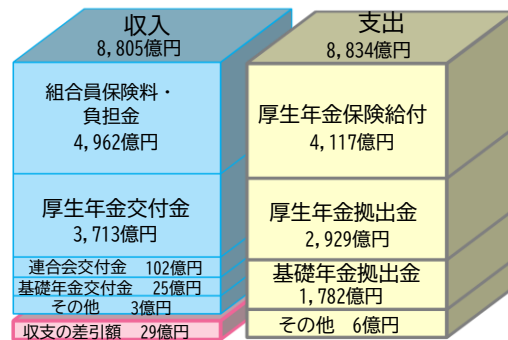 収入
8,805億円
組合員保険料・
負担金
4,962億円
厚生年金交付金
3,713億円
連合会交付金 102億円
基礎年金交付金 25億円
その他 3億円
収支の差引額 29億円
支出
8,834億円
厚生年金保険給付
4,117億円
厚生年金拠出金
2,929億円
基礎年金拠出金
1,782億円
その他 6億円